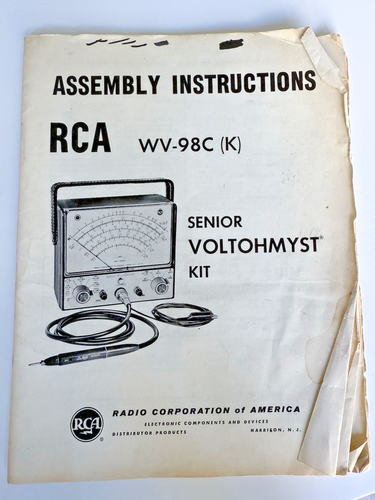 ASSEMBLY INSTRUCTIONS
RCA WV-98C (K)
SENIOR
VOLTOHMYST
KIT
RCA
RADIO CORPORATION of AMERICA
ELECTRONIC COMPONENTS AND DEVICES
DISTRIBUTOR PRODUCTS HARRISON, N. J.